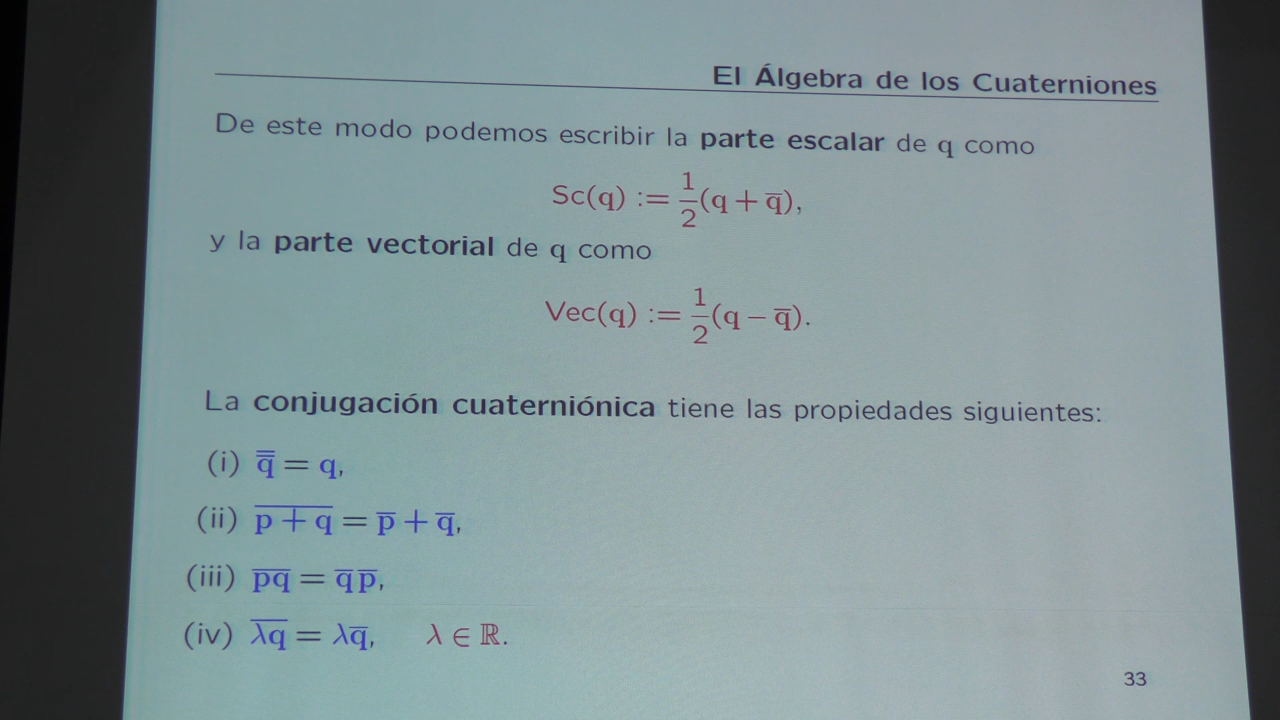 El Álgebra de los Cuaterniones
De este modo podemos escribir la parte escalar de q como
Sc(q) := 1/2(q + q̅),
y la parte vectorial de q como
Vec(q) := 1/2(q − q̅).
La conjugación cuaterniónica tiene las propiedades siguientes:
(i) q̿ = q,
(ii) p̅ ̅+̅ ̅q̅ = p̅ + q̅,
(iii) p̅q̅ = q̅ p̅,
(iv) λ̅q̅ = λq̅, λ ∈ ℝ.
33